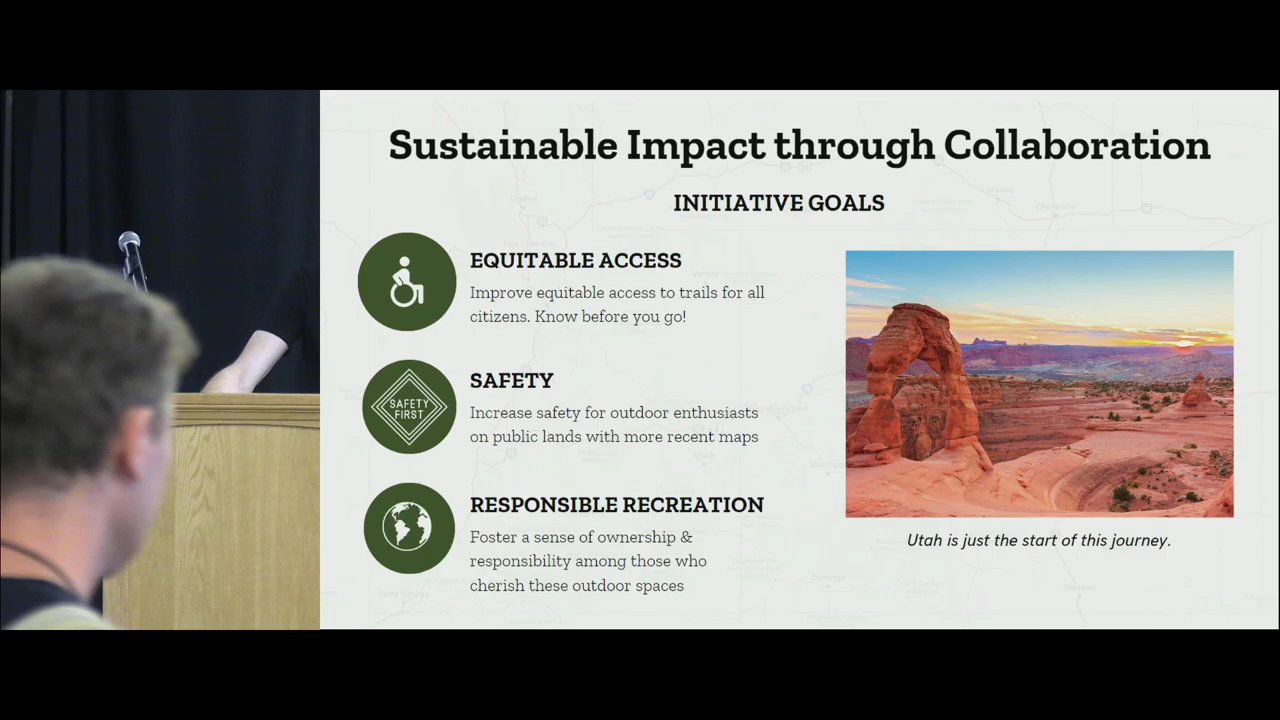 Sustainable Impact through Collaboration
INITIATIVE GOALS
EQUITABLE ACCESS
Improve equitable access to trails for all
citizens. Know before you go!
SAFETY FIRST
SAFETY
Increase safety for outdoor enthusiasts
on public lands with more recent maps
RESPONSIBLE RECREATION
Foster a sense of ownership &
responsibility among those who
cherish these outdoor spaces
Utah is just the start of this journey.